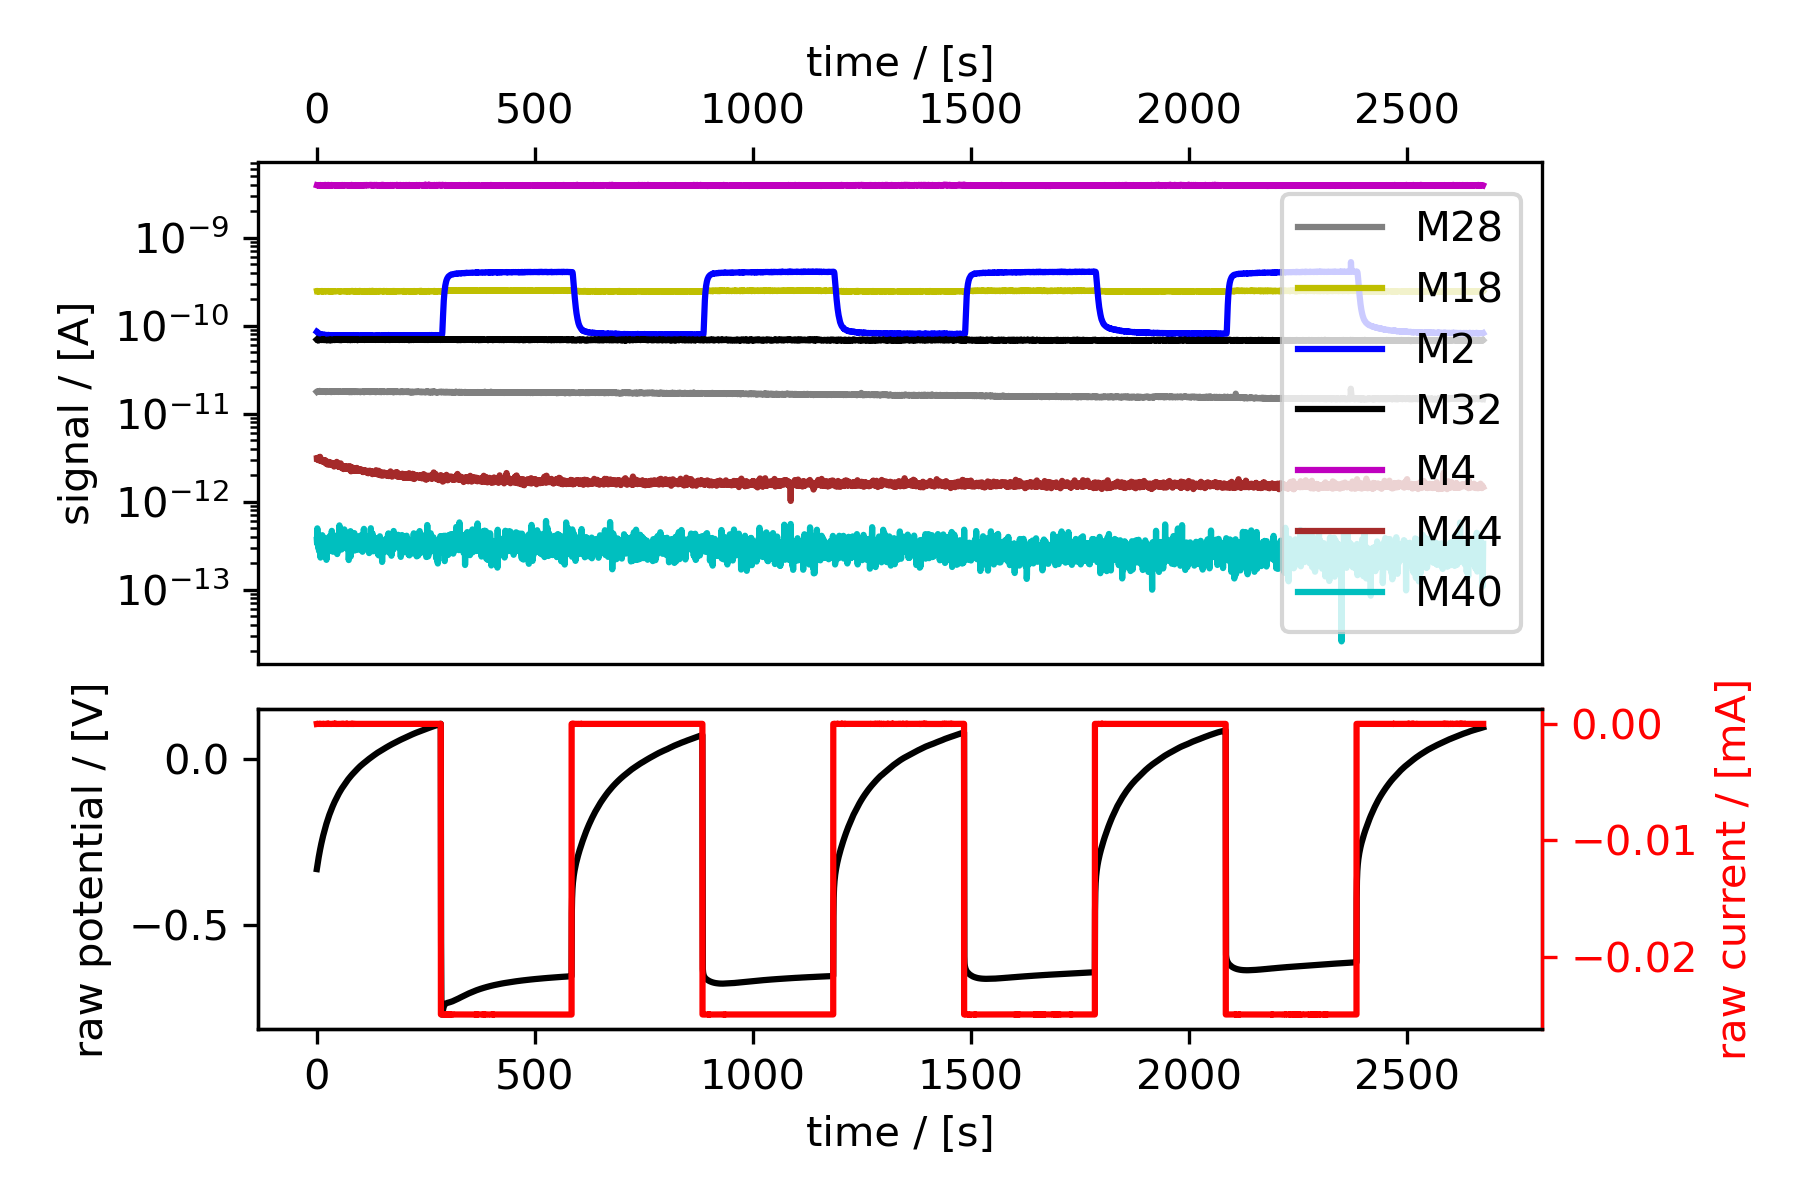 time / [s]
0 500 1000 1500 2000 2500
signal / [A]
10⁻⁹
10⁻¹⁰
10⁻¹¹
10⁻¹²
10⁻¹³
M28
M18
M2
M32
M4
M44
M40
raw potential / [V]
0.0
−0.5
0.00
−0.01
−0.02
raw current / [mA]
0 500 1000 1500 2000 2500
time / [s]